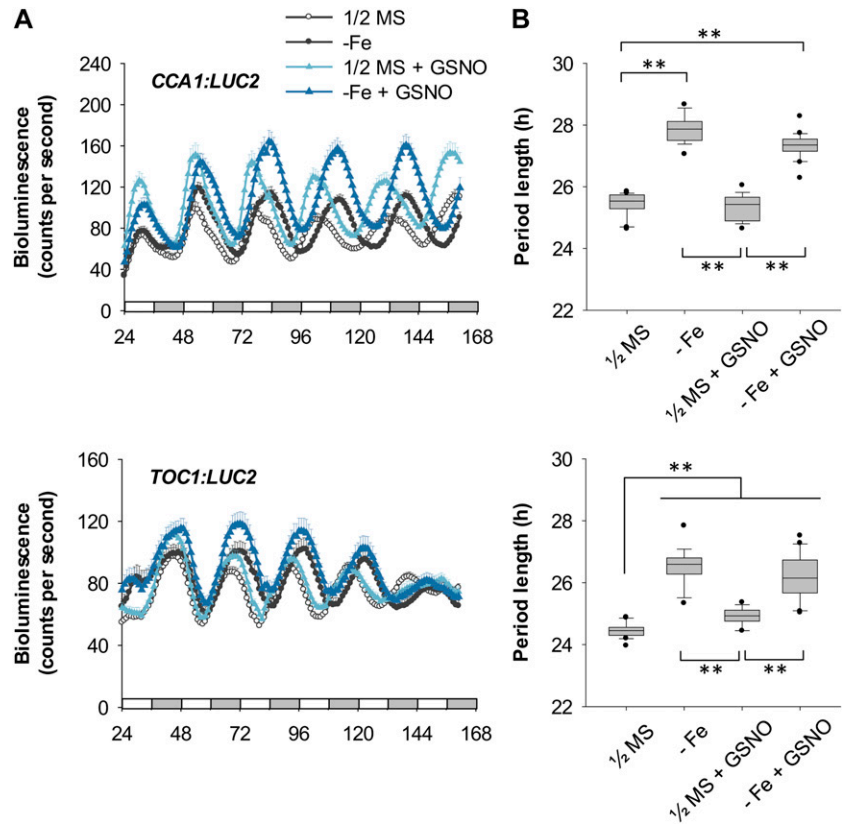 A
B
1/2 MS
-Fe
1/2 MS + GSNO
-Fe + GSNO
CCA1:LUC2
Bioluminescence
(counts per second)
240
200
160
120
80
40
0
24 48 72 96 120 144 168
Period length (h)
30
28
26
24
22
**
**
**
**
½ MS
- Fe
½ MS + GSNO
- Fe + GSNO
TOC1:LUC2
Bioluminescence
(counts per second)
160
120
80
40
0
24 48 72 96 120 144 168
Period length (h)
30
28
26
24
22
**
**
**
½ MS
- Fe
½ MS + GSNO
- Fe + GSNO